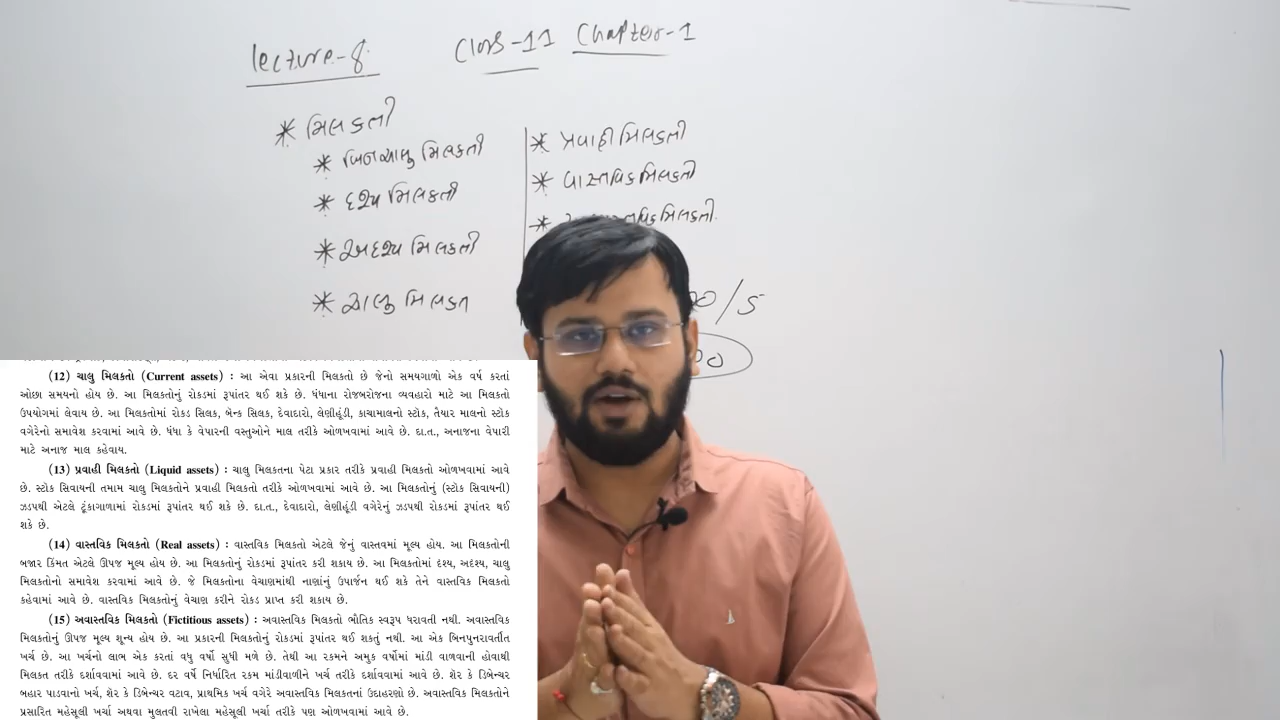 lecture-8
Class-11 Chapter-1
* મિલકતો
* બિનચાલુ મિલકતો
* દૃશ્ય મિલકતો
* અદૃશ્ય મિલકતો
* ચાલુ મિલકત
* પ્રવાહી મિલકતો
* વાસ્તવિક મિલકતો
(12) ચાલુ મિલકતો (Current assets) : આ એવા પ્રકારની મિલકતો છે જેનો સમયગાળો એક વર્ષ કરતાં
ઓછા સમયનો હોય છે. આ મિલકતોનું રોકડમાં રૂપાંતર થઈ શકે છે. ધંધાના રોજબરોજના વ્યવહારો માટે આ મિલકતો
ઉપયોગમાં લેવાય છે. આ મિલકતોમાં રોકડ સિલક, બેન્ક સિલક, દેવાદારો, લેણીહૂંડી, કાચામાલનો સ્ટોક, તૈયાર માલનો સ્ટોક
વગેરેનો સમાવેશ કરવામાં આવે છે. ધંધા કે વેપારની વસ્તુઓને માલ તરીકે ઓળખવામાં આવે છે. દા.ત., અનાજના વેપારી
માટે અનાજ માલ કહેવાય.
(13) પ્રવાહી મિલકતો (Liquid assets) : ચાલુ મિલકતના પેટા પ્રકાર તરીકે પ્રવાહી મિલકતો ઓળખવામાં આવે
છે. સ્ટોક સિવાયની તમામ ચાલુ મિલકતોને પ્રવાહી મિલકતો તરીકે ઓળખવામાં આવે છે. આ મિલકતોનું (સ્ટોક સિવાયની)
ઝડપથી એટલે ટૂંકાગાળામાં રોકડમાં રૂપાંતર થઈ શકે છે. દા.ત., દેવાદારો, લેણીહૂંડી વગેરેનું ઝડપથી રોકડમાં રૂપાંતર થઈ
શકે છે.
(14) વાસ્તવિક મિલકતો (Real assets) : વાસ્તવિક મિલકતો એટલે જેનું વાસ્તવમાં મૂલ્ય હોય. આ મિલકતોની
બજાર કિંમત એટલે ઊપજ મૂલ્ય હોય છે. આ મિલકતોનું રોકડમાં રૂપાંતર કરી શકાય છે. આ મિલકતોમાં દૃશ્ય, અદૃશ્ય, ચાલુ
મિલકતોનો સમાવેશ કરવામાં આવે છે. જે મિલકતોના વેચાણમાંથી નાણાંનું ઉપાર્જન થઈ શકે તેને વાસ્તવિક મિલકતો
કહેવામાં આવે છે. વાસ્તવિક મિલકતોનું વેચાણ કરીને રોકડ પ્રાપ્ત કરી શકાય છે.
(15) અવાસ્તવિક મિલકતો (Fictitious assets) : અવાસ્તવિક મિલકતો ભૌતિક સ્વરૂપ ધરાવતી નથી. અવાસ્તવિક
મિલકતોનું ઊપજ મૂલ્ય શૂન્ય હોય છે. આ પ્રકારની મિલકતોનું રોકડમાં રૂપાંતર થઈ શકતું નથી. આ એક બિનપુનરાવર્તીત
ખર્ચ છે. આ ખર્ચનો લાભ એક કરતાં વધુ વર્ષો સુધી મળે છે. તેથી આ રકમને અમુક વર્ષોમાં માંડી વાળવાની હોવાથી
મિલકત તરીકે દર્શાવવામાં આવે છે. દર વર્ષે નિર્ધારિત રકમ માંડીવાળીને ખર્ચ તરીકે દર્શાવવામાં આવે છે. શેર કે ડિબેન્ચર
બહાર પાડવાનો ખર્ચ, શેર કે ડિબેન્ચર વટાવ, પ્રાથમિક ખર્ચ વગેરે અવાસ્તવિક મિલકતનાં ઉદાહરણો છે. અવાસ્તવિક મિલકતોને
પ્રસારિત મહેસૂલી ખર્ચા અથવા મુલતવી રાખેલા મહેસૂલી ખર્ચા તરીકે પણ ઓળખવામાં આવે છે.